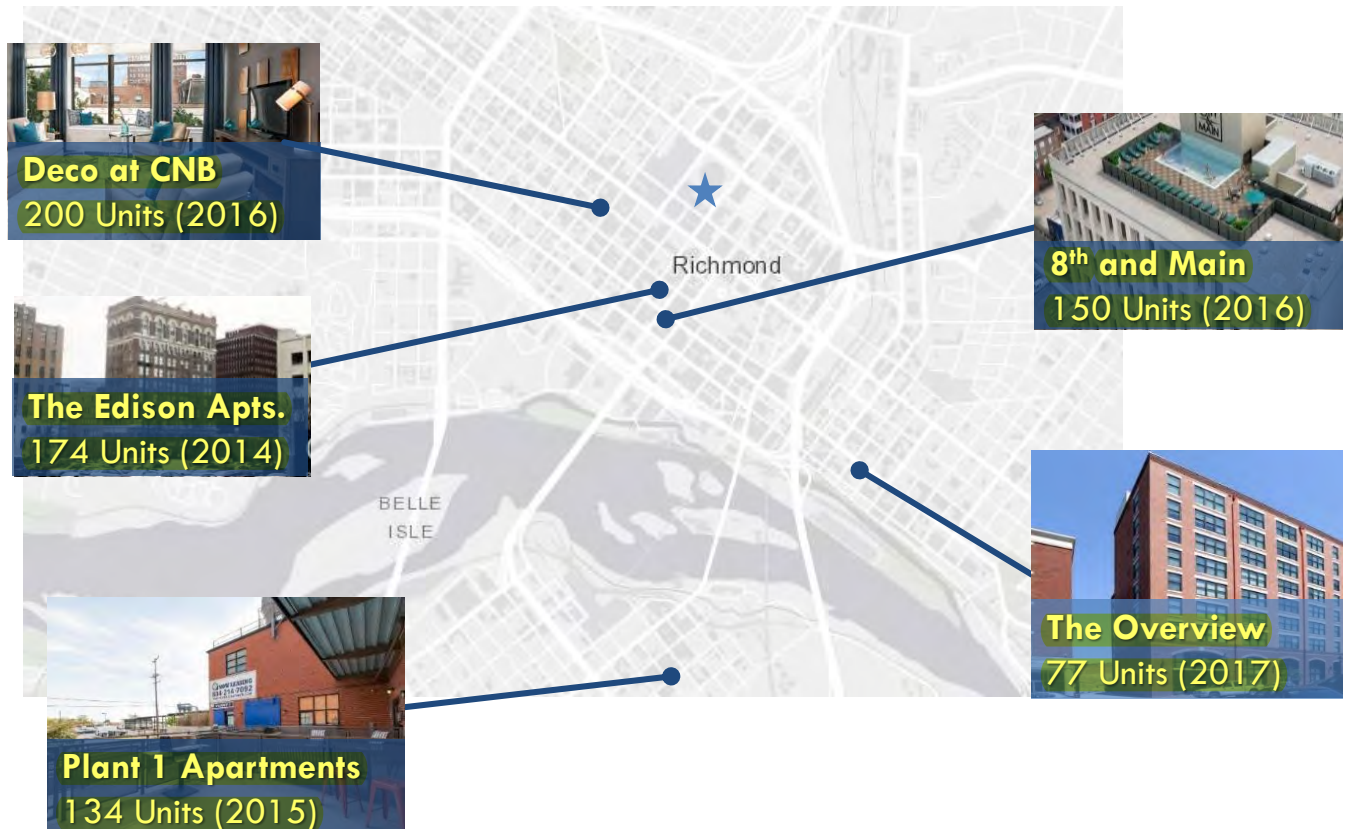 Deco at CNB
200 Units (2016)
8th and Main
150 Units (2016)
MAIN
Richmond
The Edison Apts.
174 Units (2014)
BELLE
ISLE
The Overview
77 Units (2017)
Plant 1 Apartments
134 Units (2015)